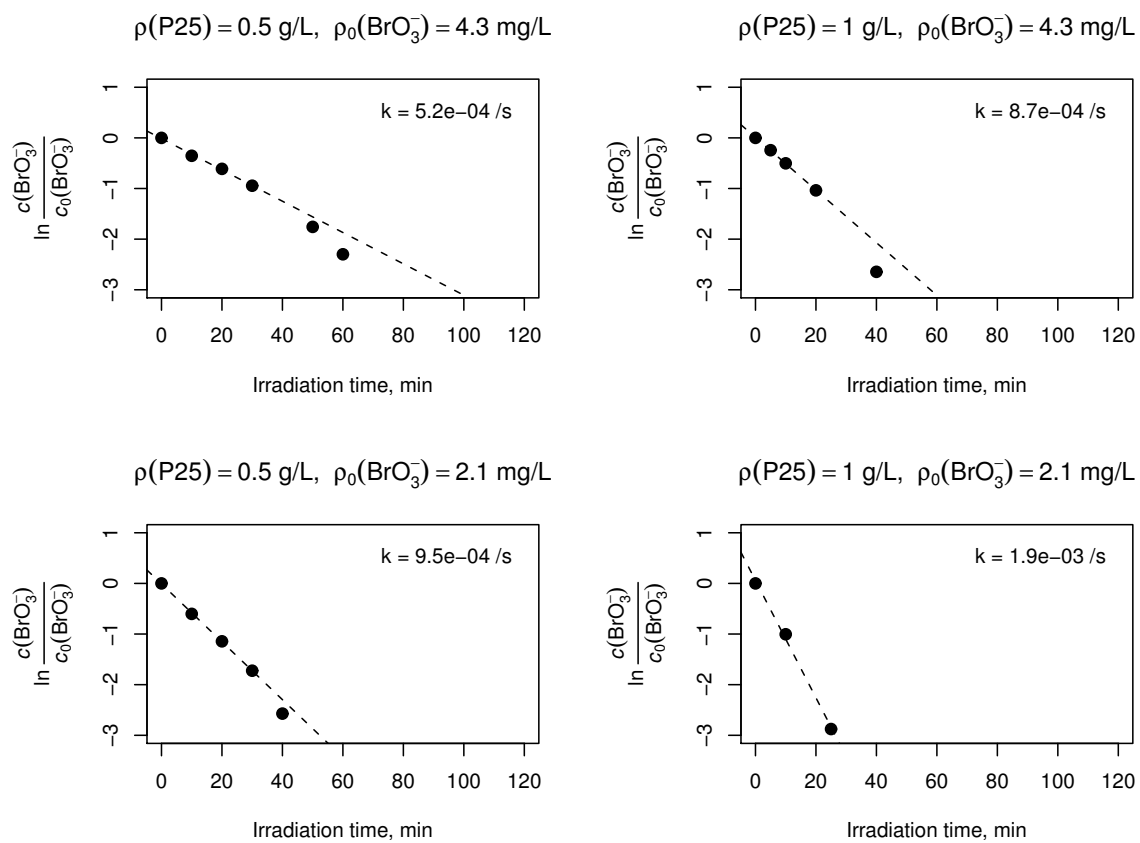 ρ(P25) = 0.5 g/L, ρ₀(BrO₃⁻) = 4.3 mg/L
k = 5.2e−04 /s
ln c(BrO₃⁻) / c₀(BrO₃⁻)
1
0
−1
−2
−3
0 20 40 60 80 100 120
Irradiation time, min
ρ(P25) = 1 g/L, ρ₀(BrO₃⁻) = 4.3 mg/L
k = 8.7e−04 /s
ln c(BrO₃⁻) / c₀(BrO₃⁻)
1
0
−1
−2
−3
0 20 40 60 80 100 120
Irradiation time, min
ρ(P25) = 0.5 g/L, ρ₀(BrO₃⁻) = 2.1 mg/L
k = 9.5e−04 /s
ln c(BrO₃⁻) / c₀(BrO₃⁻)
1
0
−1
−2
−3
0 20 40 60 80 100 120
Irradiation time, min
ρ(P25) = 1 g/L, ρ₀(BrO₃⁻) = 2.1 mg/L
k = 1.9e−03 /s
ln c(BrO₃⁻) / c₀(BrO₃⁻)
1
0
−1
−2
−3
0 20 40 60 80 100 120
Irradiation time, min